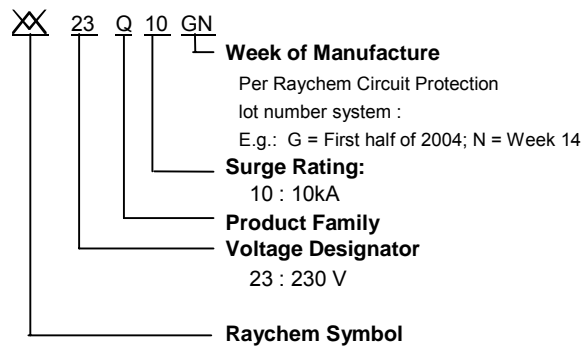 23 Q 10 GN
Week of Manufacture
Per Raychem Circuit Protection
lot number system :
E.g.: G = First half of 2004; N = Week 14
Surge Rating:
10 : 10kA
Product Family
Voltage Designator
23 : 230 V
Raychem Symbol